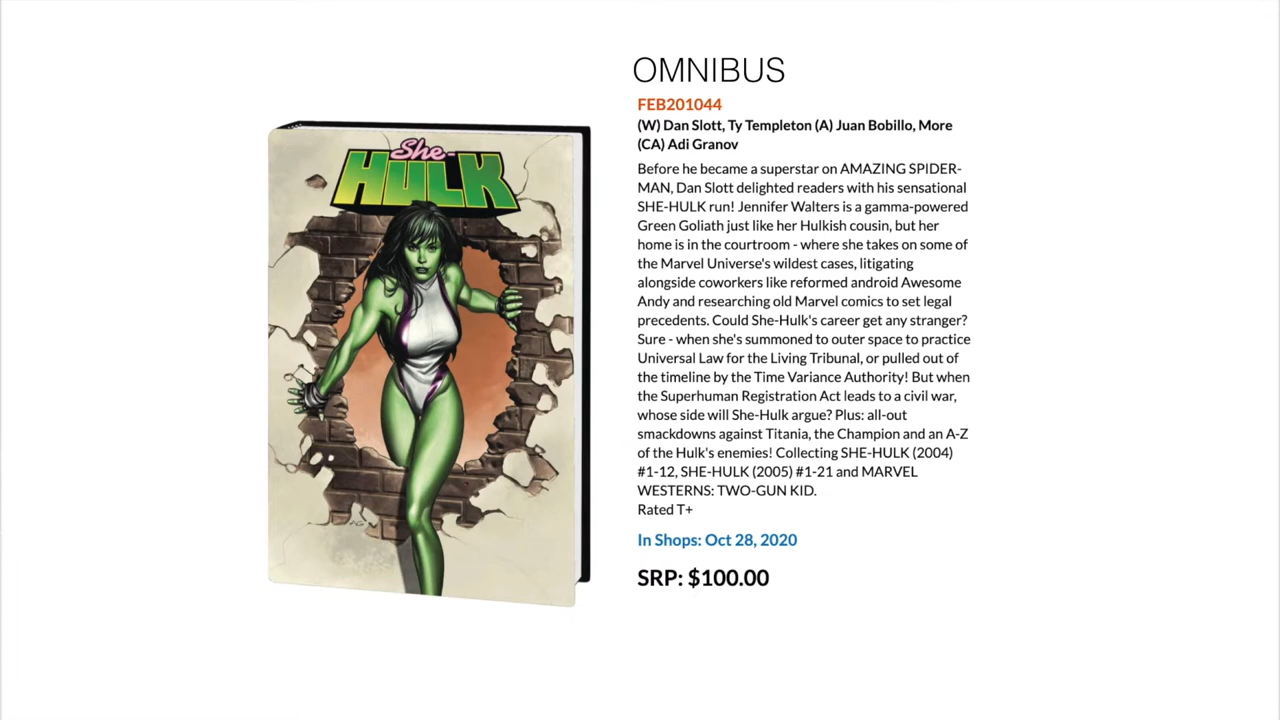 She-
HULK
OMNIBUS
FEB201044
(W) Dan Slott, Ty Templeton (A) Juan Bobillo, More
(CA) Adi Granov
Before he became a superstar on AMAZING SPIDER-
MAN, Dan Slott delighted readers with his sensational
SHE-HULK run! Jennifer Walters is a gamma-powered
Green Goliath just like her Hulkish cousin, but her
home is in the courtroom - where she takes on some of
the Marvel Universe's wildest cases, litigating
alongside coworkers like reformed android Awesome
Andy and researching old Marvel comics to set legal
precedents. Could She-Hulk's career get any stranger?
Sure - when she's summoned to outer space to practice
Universal Law for the Living Tribunal, or pulled out of
the timeline by the Time Variance Authority! But when
the Superhuman Registration Act leads to a civil war,
whose side will She-Hulk argue? Plus: all-out
smackdowns against Titania, the Champion and an A-Z
of the Hulk's enemies! Collecting SHE-HULK (2004)
#1-12, SHE-HULK (2005) #1-21 and MARVEL
WESTERNS: TWO-GUN KID.
Rated T+
In Shops: Oct 28, 2020
SRP: $100.00